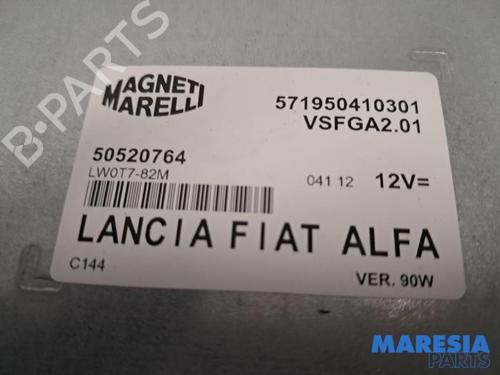 MAGNETI
MARELLI
571950410301
VSFGA2.01
50520764
LW0T7-82M
041 12 12V=
LANCIA FIAT ALFA
C144
VER. 90W
B-PARTS
MARESIA
PARTS